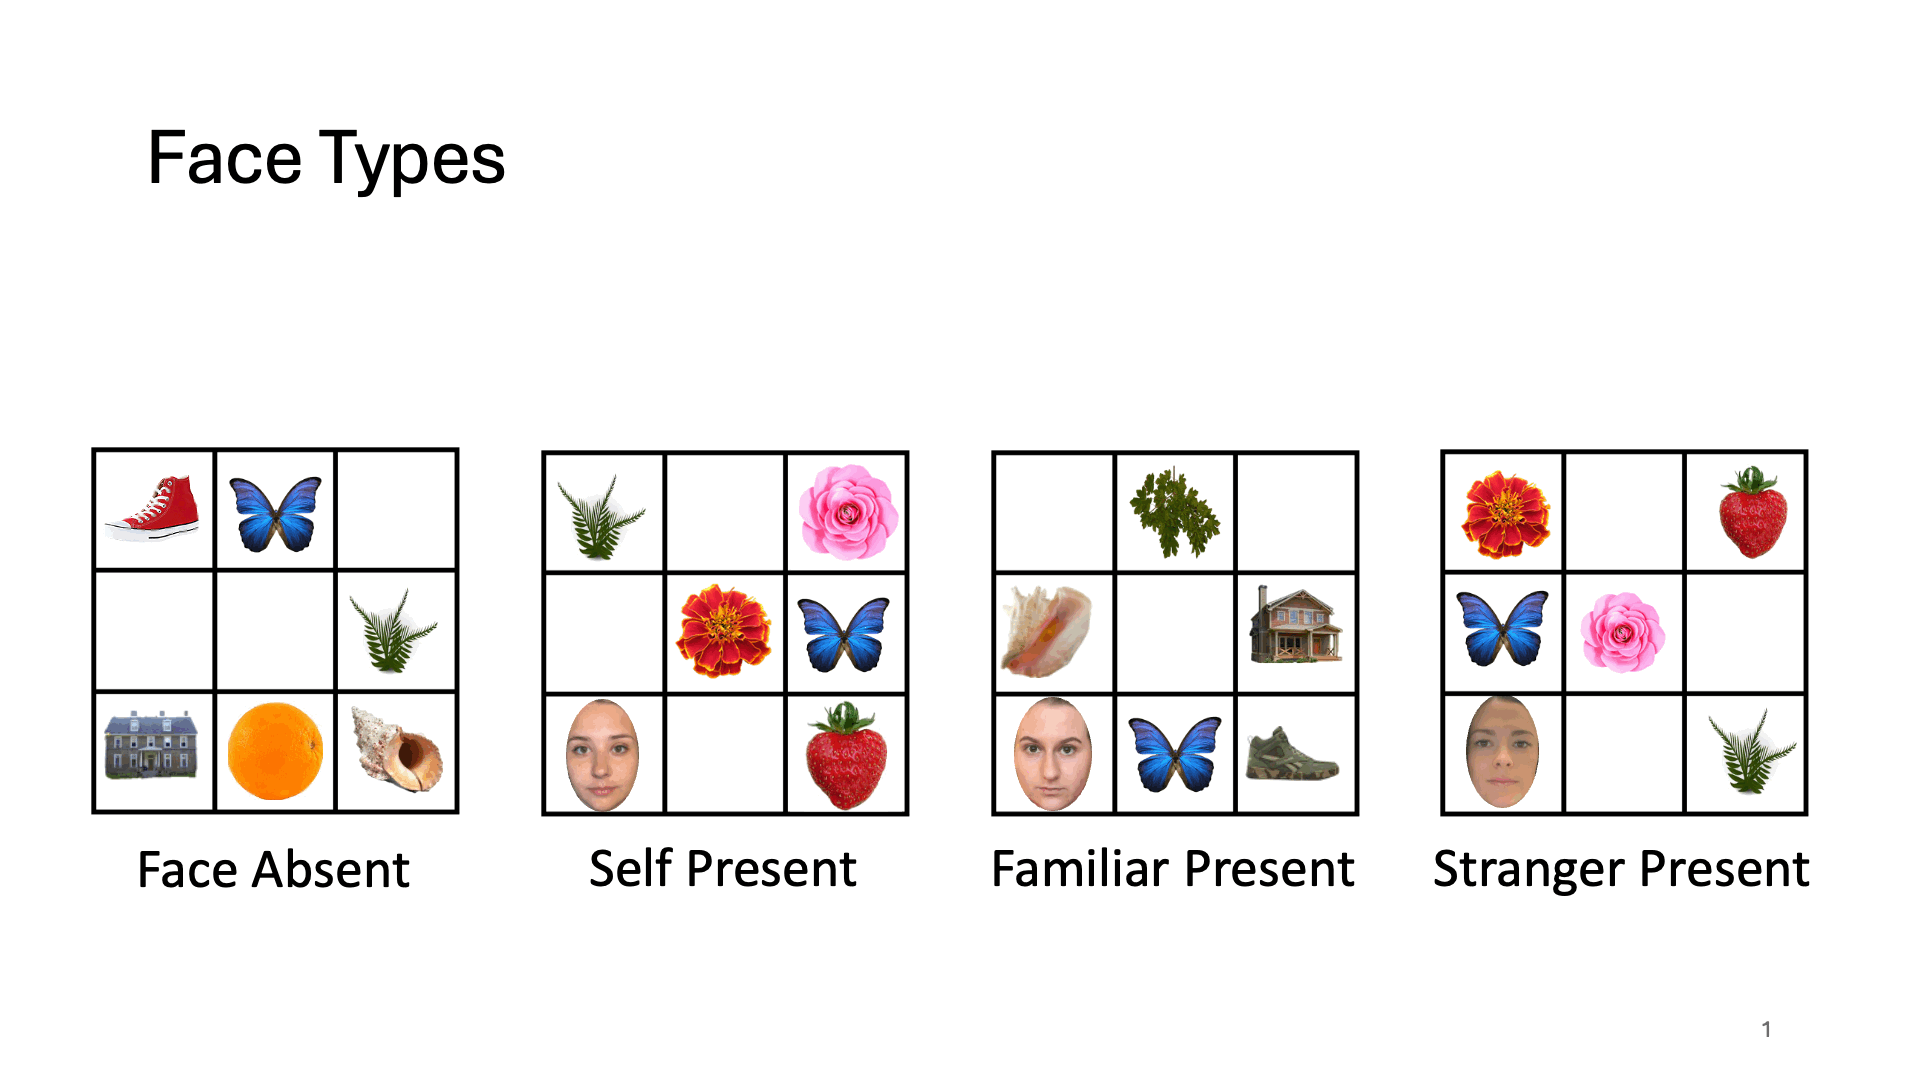 Face Types
Face Absent
Self Present
Familiar Present
Stranger Present
1